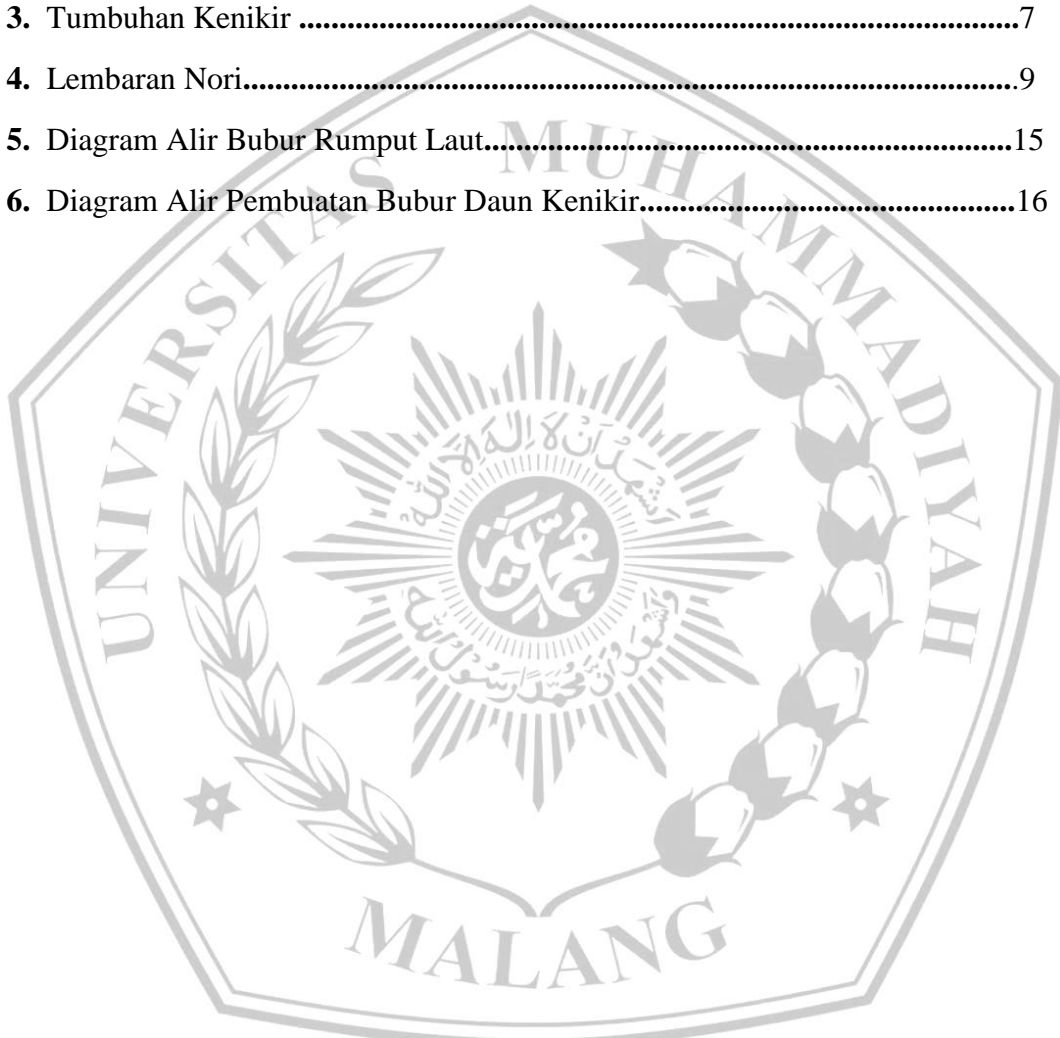 3. Tumbuhan Kenikir ...........................................................................................7
4. Lembaran Nori..................................................................................................9
5. Diagram Alir Bubur Rumput Laut...................................................................15
6. Diagram Alir Pembuatan Bubur Daun Kenikir................................................16
UNIVERSITAS MUHAMMADIYAH
MALANG